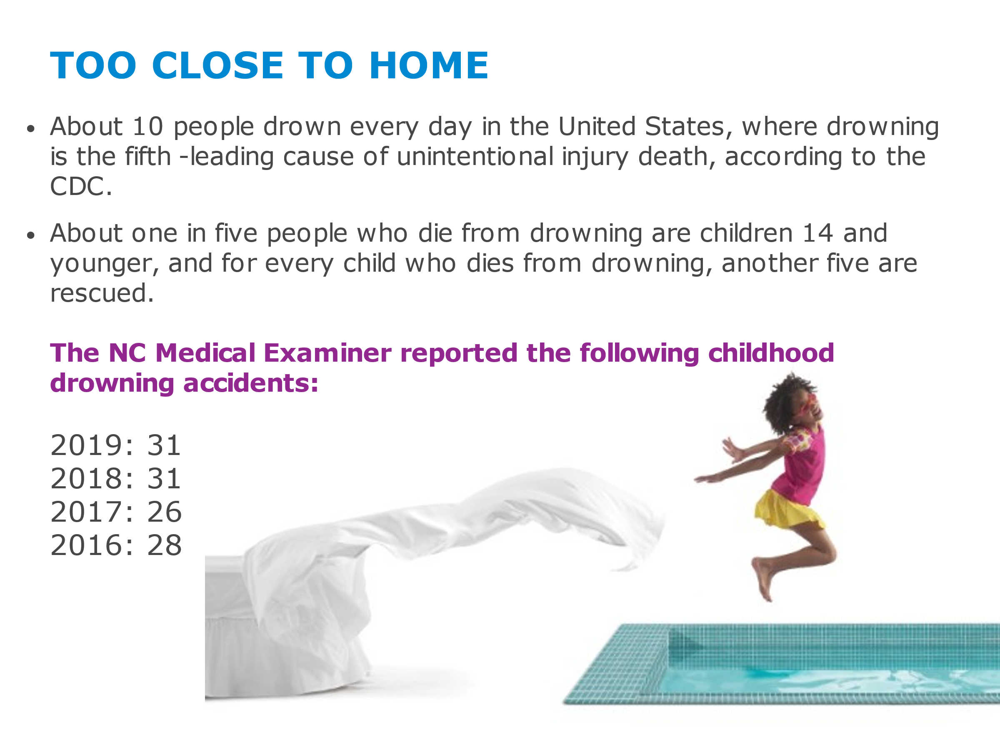 TOO CLOSE TO HOME
• About 10 people drown every day in the United States, where drowning
is the fifth -leading cause of unintentional injury death, according to the
CDC.
• About one in five people who die from drowning are children 14 and
younger, and for every child who dies from drowning, another five are
rescued.
The NC Medical Examiner reported the following childhood
drowning accidents:
2019: 31
2018: 31
2017: 26
2016: 28